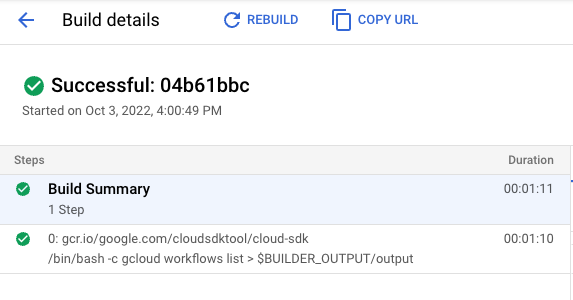 Build details REBUILD COPY URL
Successful: 04b61bbc
Started on Oct 3, 2022, 4:00:49 PM
Steps Duration
Build Summary 00:01:11
1 Step
0: gcr.io/google.com/cloudsdktool/cloud-sdk 00:01:10
/bin/bash -c gcloud workflows list > $BUILDER_OUTPUT/output